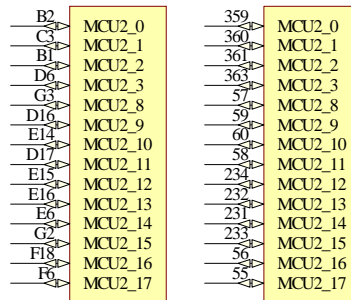 B2 MCU2_0
C3 MCU2_1
B1 MCU2_2
D6 MCU2_3
G3 MCU2_8
D16 MCU2_9
E14 MCU2_10
D17 MCU2_11
E15 MCU2_12
E16 MCU2_13
E6 MCU2_14
G2 MCU2_15
F18 MCU2_16
F6 MCU2_17
359 MCU2_0
360 MCU2_1
361 MCU2_2
363 MCU2_3
57 MCU2_8
59 MCU2_9
60 MCU2_10
58 MCU2_11
234 MCU2_12
232 MCU2_13
231 MCU2_14
233 MCU2_15
56 MCU2_16
55 MCU2_17